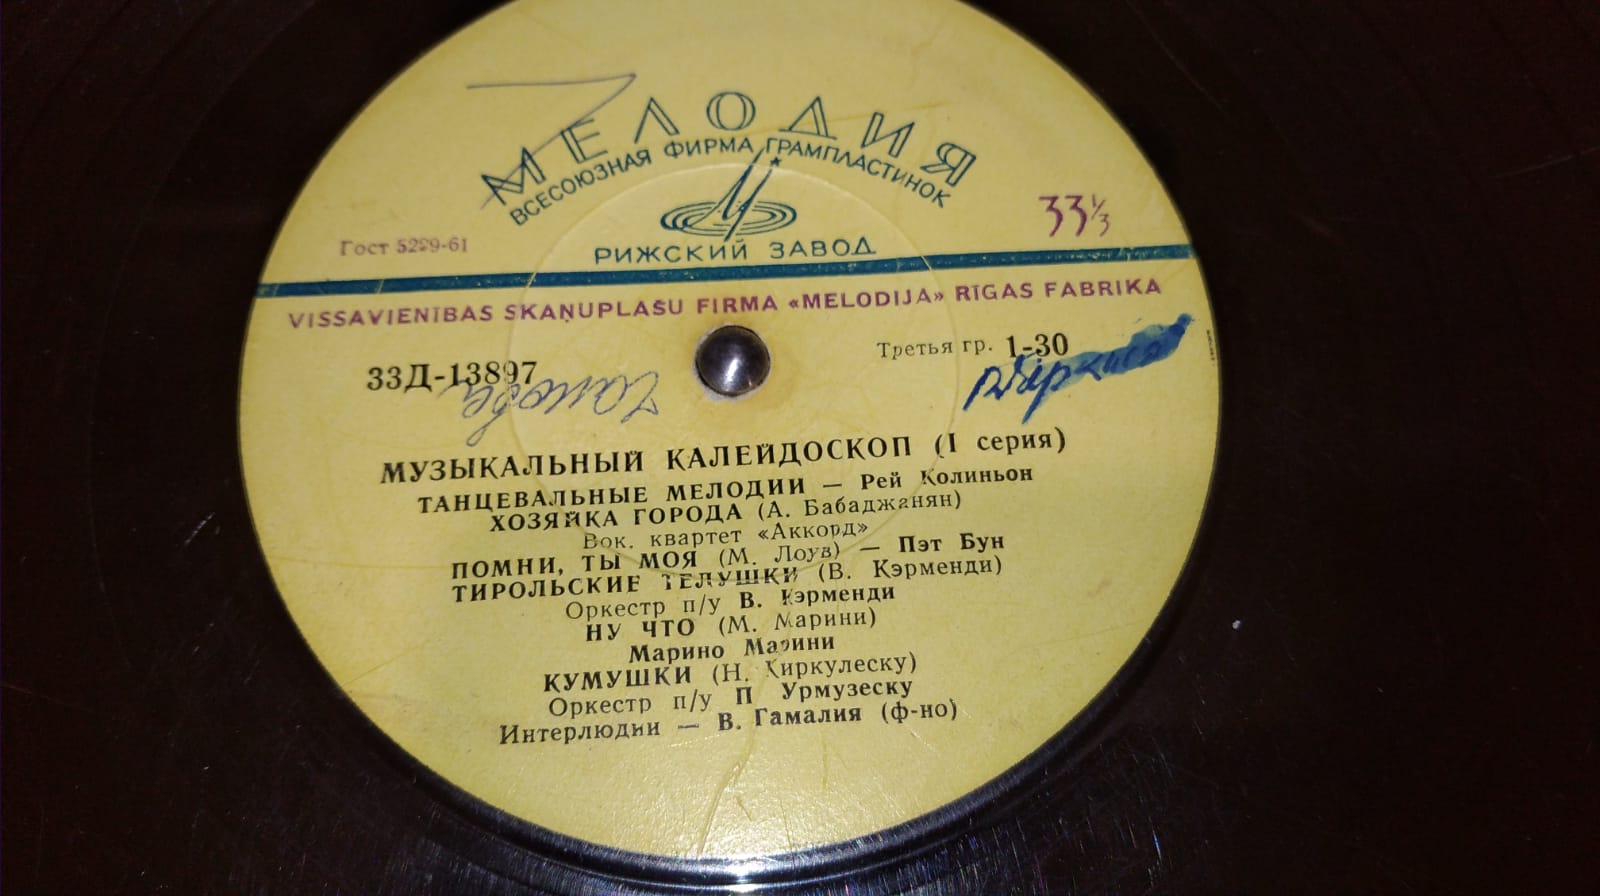 МЕЛОДИЯ
ВСЕСОЮЗНАЯ ФИРМА ГРАМПЛАСТИНОК
РИЖСКИЙ ЗАВОД
Гост 5289-61
33⅓
VISSAVIENĪBAS SKAŅUPLAŠU FIRMA «MELODIJA» RĪGAS FABRIKA
33Д-13897
Третья гр. 1-30
МУЗЫКАЛЬНЫЙ КАЛЕЙДОСКОП (I серия)
ТАНЦЕВАЛЬНЫЕ МЕЛОДИИ — Рей Колиньон
ХОЗЯЙКА ГОРОДА (А. Бабаджанян)
Вок. квартет «Аккорд»
ПОМНИ, ТЫ МОЯ (М. Лоув) — Пэт Бун
ТИРОЛЬСКИЕ ТЕЛУШКИ (В. Кэрменди)
Оркестр п/у В. Кэрменди
НУ ЧТО (М. Марини)
Марино Марини
КУМУШКИ (Н. Киркулеску)
Оркестр п/у П Урмузеску
Интерлюдии — В. Гамалия (ф-но)